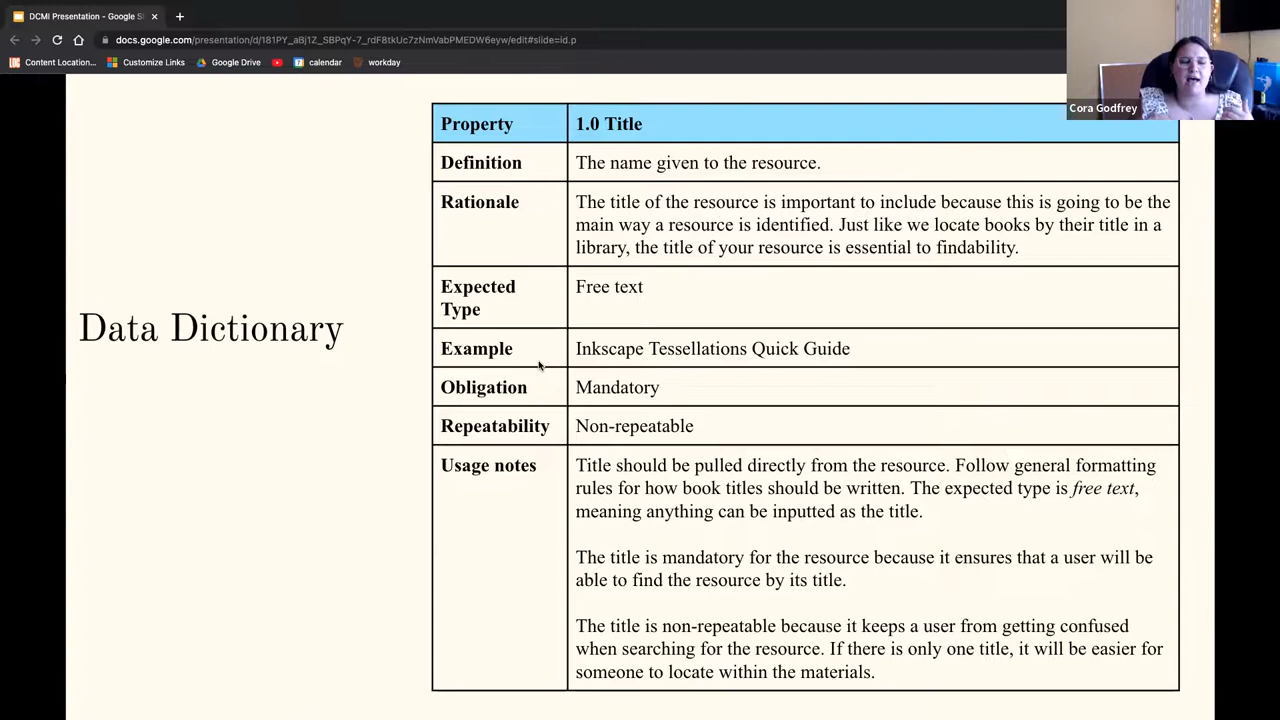 DCMI Presentation - Google Sl
docs.google.com/presentation/d/181PY_aBj1Z_SBPqY-7_rdF8tkUc7zNmVabPMEDW6eyw/edit#slide=id.p
Content Location...
Customize Links
Google Drive
calendar
workday
Cora Godfrey
Data Dictionary
Property
1.0 Title
Definition
The name given to the resource.
Rationale
The title of the resource is important to include because this is going to be the
main way a resource is identified. Just like we locate books by their title in a
library, the title of your resource is essential to findability.
Expected
Type
Free text
Example
Inkscape Tessellations Quick Guide
Obligation
Mandatory
Repeatability
Non-repeatable
Usage notes
Title should be pulled directly from the resource. Follow general formatting
rules for how book titles should be written. The expected type is free text,
meaning anything can be inputted as the title.
The title is mandatory for the resource because it ensures that a user will be
able to find the resource by its title.
The title is non-repeatable because it keeps a user from getting confused
when searching for the resource. If there is only one title, it will be easier for
someone to locate within the materials.